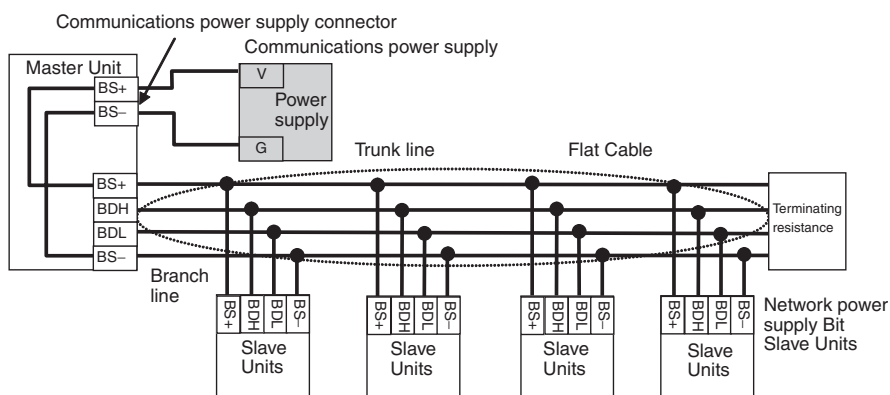 Communications power supply connector
Communications power supply
Master Unit
BS+
BS–
V
Power
supply
G
Trunk line
Flat Cable
BS+
BDH
BDL
BS–
Terminating
resistance
Branch
line
BS+
BDH
BDL
BS–
Slave
Units
BS+
BDH
BDL
BS–
Slave
Units
BS+
BDH
BDL
BS–
Slave
Units
BS+
BDH
BDL
BS–
Slave
Units
Network power
supply Bit
Slave Units